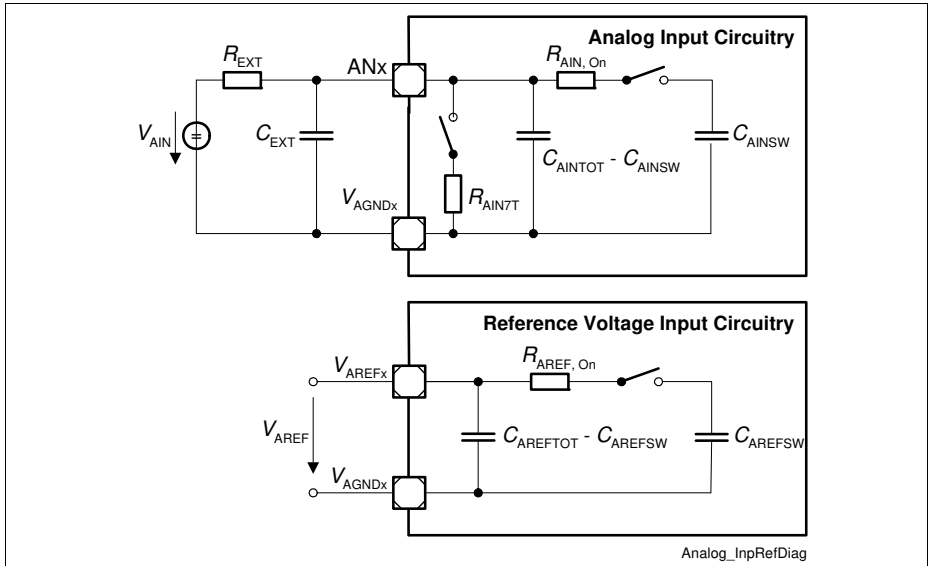 Analog Input Circuitry
R_EXT
ANx
R_AIN, On
V_AIN
C_EXT
C_AINTOT - C_AINSW
C_AINSW
V_AGNDx
R_AIN7T
Reference Voltage Input Circuitry
V_AREFx
R_AREF, On
V_AREF
C_AREFTOT - C_AREFSW
C_AREFSW
V_AGNDx
Analog_InpRefDiag